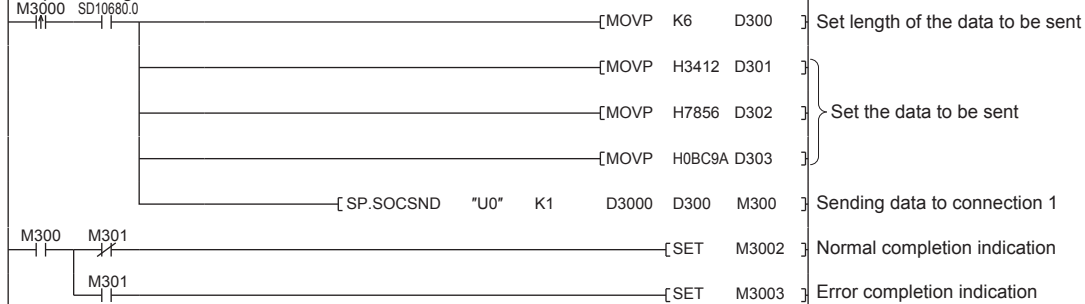 M3000 SD10680.0
MOVP K6 D300 Set length of the data to be sent
MOVP H3412 D301
MOVP H7856 D302 Set the data to be sent
MOVP H0BC9A D303
SP.SOCSND "U0" K1 D3000 D300 M300 Sending data to connection 1
M300 M301
SET M3002 Normal completion indication
M301
SET M3003 Error completion indication